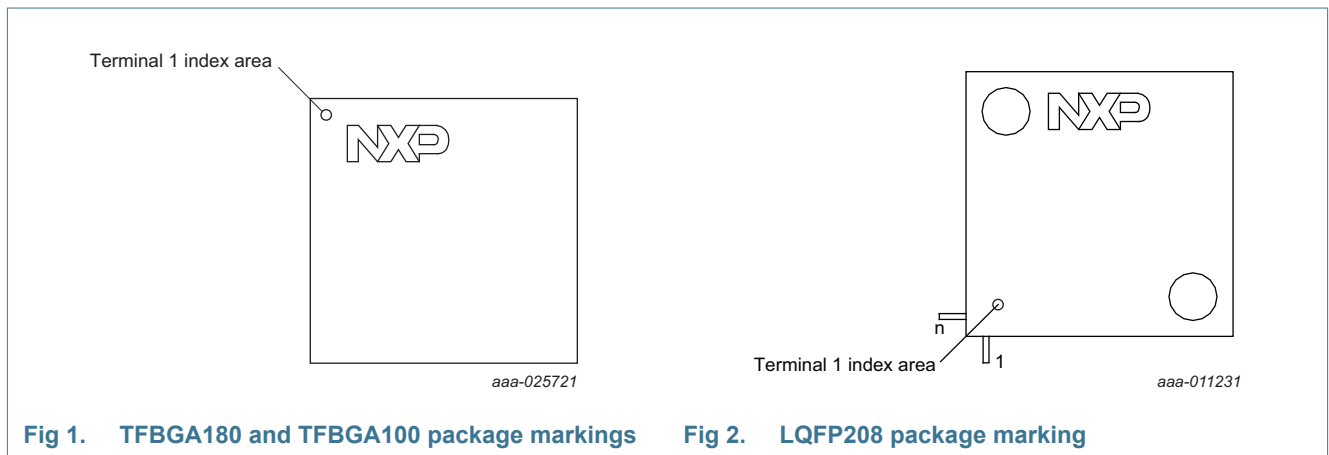 Terminal 1 index area
NXP
aaa-025721
Fig 1. TFBGA180 and TFBGA100 package markings
NXP
n
1
Terminal 1 index area
aaa-011231
Fig 2. LQFP208 package marking